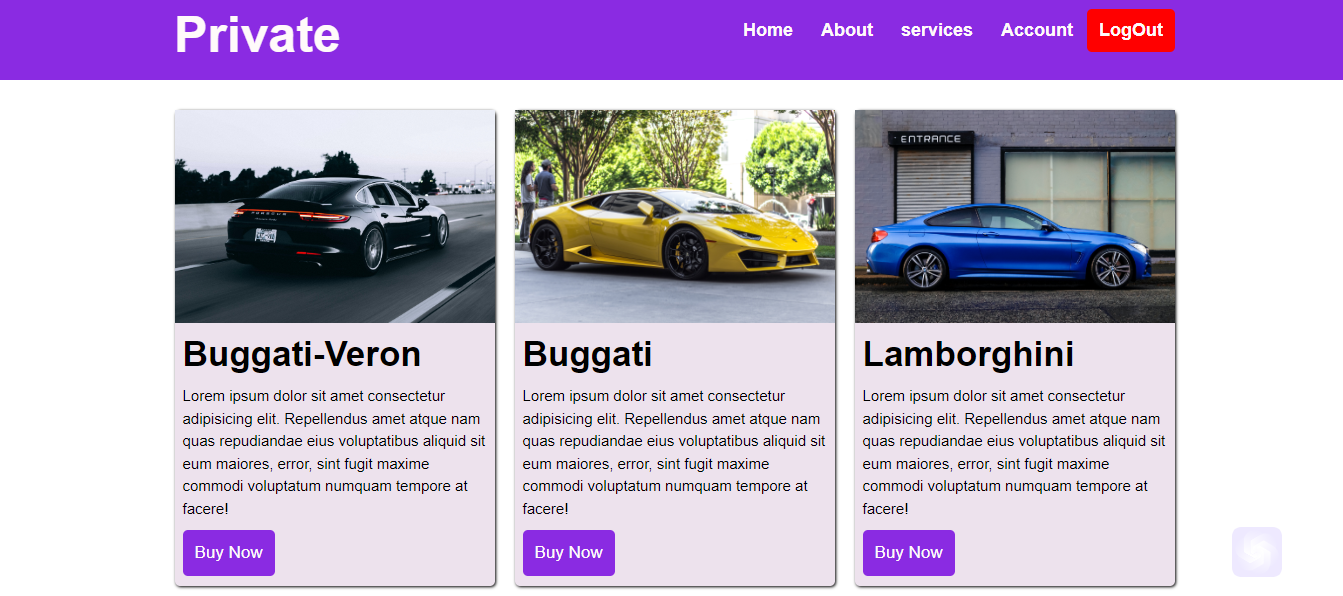 Private
Home About services Account LogOut
ENTRANCE
PORSCHE
Buggati-Veron
Lorem ipsum dolor sit amet consectetur
adipisicing elit. Repellendus amet atque nam
quas repudiandae eius voluptatibus aliquid sit
eum maiores, error, sint fugit maxime
commodi voluptatum numquam tempore at
facere!
Buy Now
Buggati
Lorem ipsum dolor sit amet consectetur
adipisicing elit. Repellendus amet atque nam
quas repudiandae eius voluptatibus aliquid sit
eum maiores, error, sint fugit maxime
commodi voluptatum numquam tempore at
facere!
Buy Now
Lamborghini
Lorem ipsum dolor sit amet consectetur
adipisicing elit. Repellendus amet atque nam
quas repudiandae eius voluptatibus aliquid sit
eum maiores, error, sint fugit maxime
commodi voluptatum numquam tempore at
facere!
Buy Now